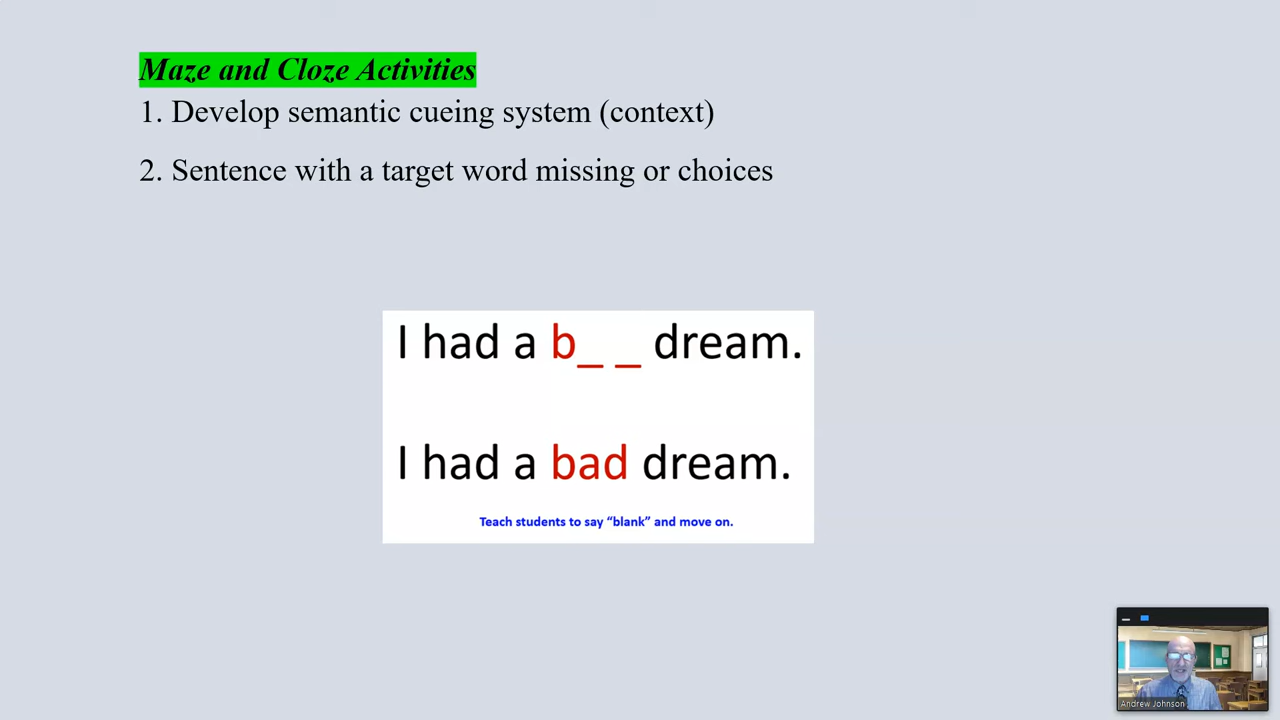 Maze and Cloze Activities
1. Develop semantic cueing system (context)
2. Sentence with a target word missing or choices
I had a b_ _ dream.
I had a bad dream.
Teach students to say “blank” and move on.
Andrew Johnson